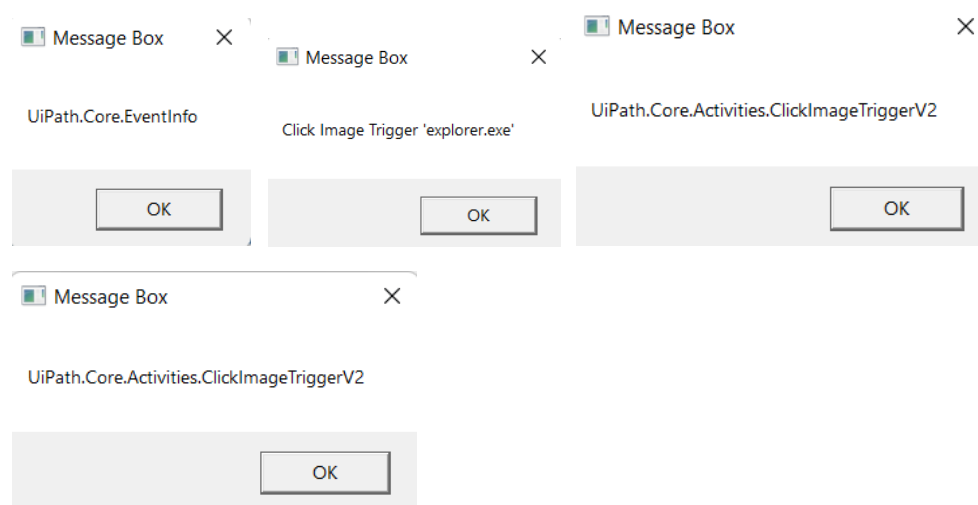 Message Box
UiPath.Core.EventInfo
OK
Message Box
Click Image Trigger 'explorer.exe'
OK
Message Box
UiPath.Core.Activities.ClickImageTriggerV2
OK
Message Box
UiPath.Core.Activities.ClickImageTriggerV2
OK